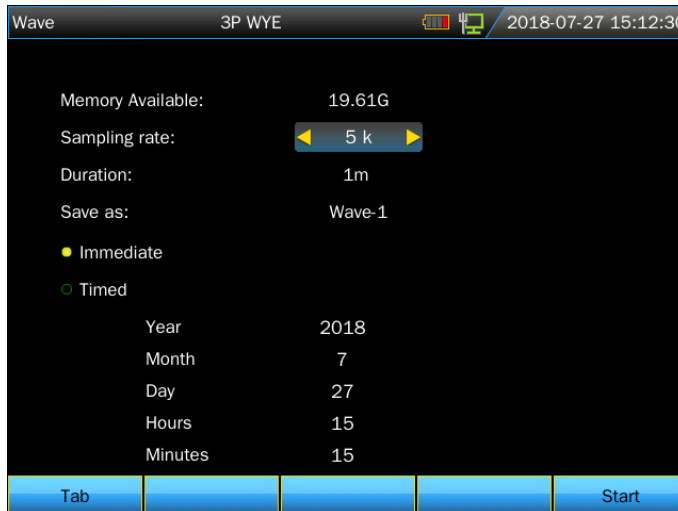 Wave 3P WYE 2018-07-27 15:12:30
Memory Available: 19.61G
Sampling rate: 5 k
Duration: 1m
Save as: Wave-1
Immediate
Timed
Year 2018
Month 7
Day 27
Hours 15
Minutes 15
Tab Start